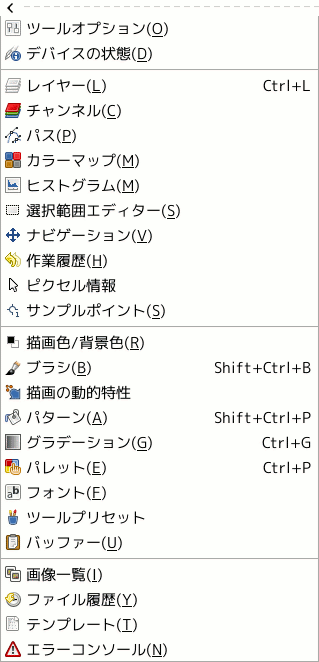 ツールオプション(O)
デバイスの状態(D)
レイヤー(L) Ctrl+L
チャンネル(C)
パス(P)
カラーマップ(M)
ヒストグラム(M)
選択範囲エディター(S)
ナビゲーション(V)
作業履歴(H)
ピクセル情報
サンプルポイント(S)
描画色/背景色(R)
ブラシ(B) Shift+Ctrl+B
描画の動的特性
パターン(A) Shift+Ctrl+P
グラデーション(G) Ctrl+G
パレット(E) Ctrl+P
フォント(F)
ツールプリセット
バッファー(U)
画像一覧(I)
ファイル履歴(Y)
テンプレート(T)
エラーコンソール(N)